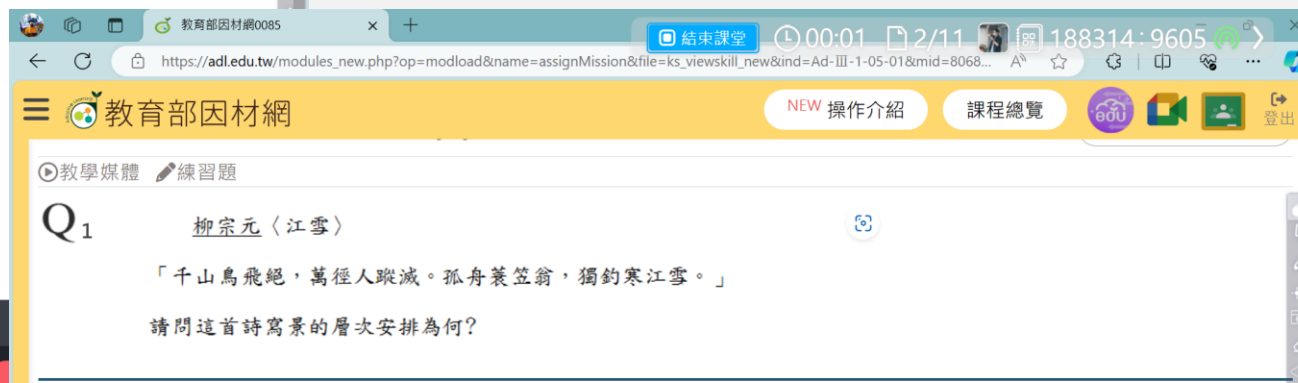 教育部因材網0085
結束課堂 00:01 2/11 188314:9605
https://adl.edu.tw/modules_new.php?op=modload&name=assignMission&file=ks_viewskill_new&ind=Ad-Ⅲ-1-05-01&mid=8068...
教育部因材網
NEW 操作介紹
課程總覽
edu
登出
教學媒體 練習題
Q1 柳宗元〈江雪〉
「千山鳥飛絕,萬徑人蹤滅。孤舟蓑笠翁,獨釣寒江雪。」
請問這首詩寫景的層次安排為何?